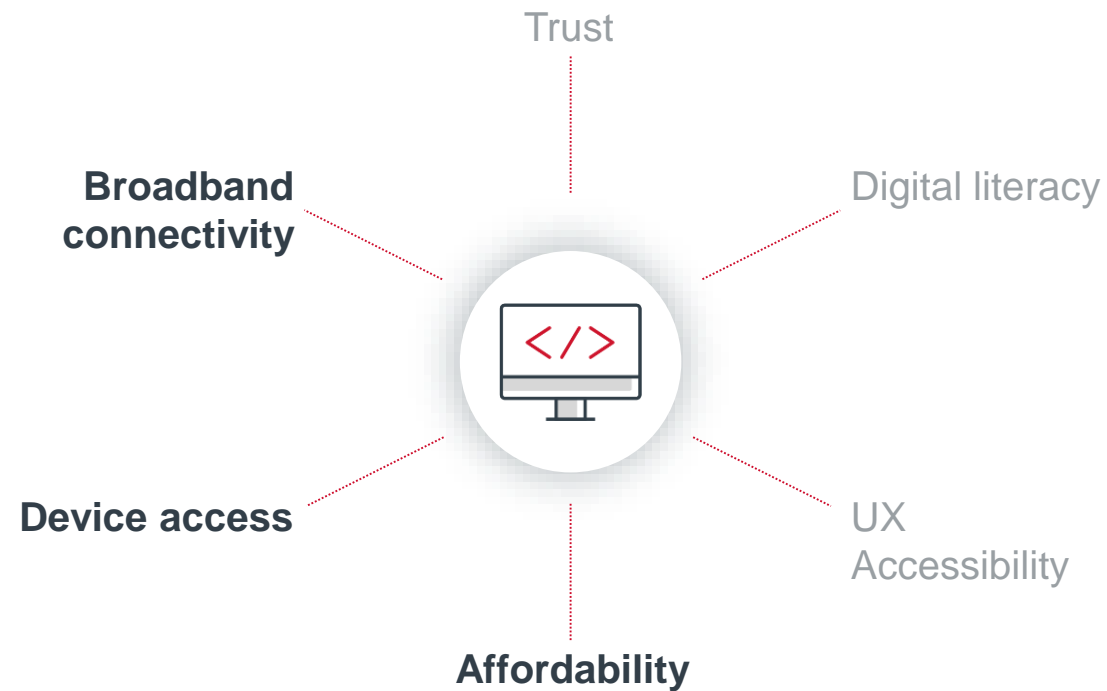 Trust
Broadband
connectivity
Digital literacy
</>
Device access
UX
Accessibility
Affordability